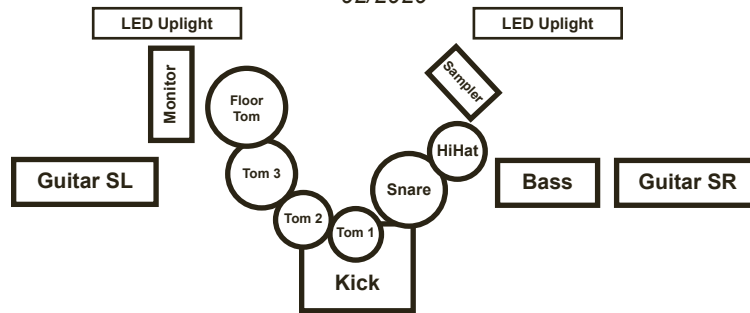 LED Uplight
LED Uplight
Monitor
Sampler
Floor
Tom
HiHat
Guitar SL
Tom 3
Snare
Bass
Guitar SR
Tom 2
Tom 1
Kick